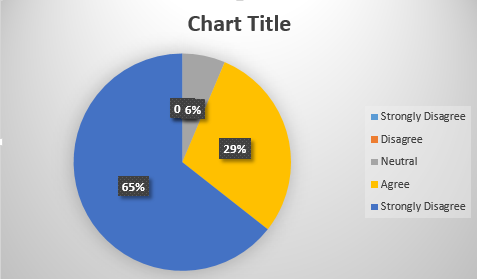 Chart Title
0
6%
29%
65%
Strongly Disagree
Disagree
Neutral
Agree
Strongly Disagree